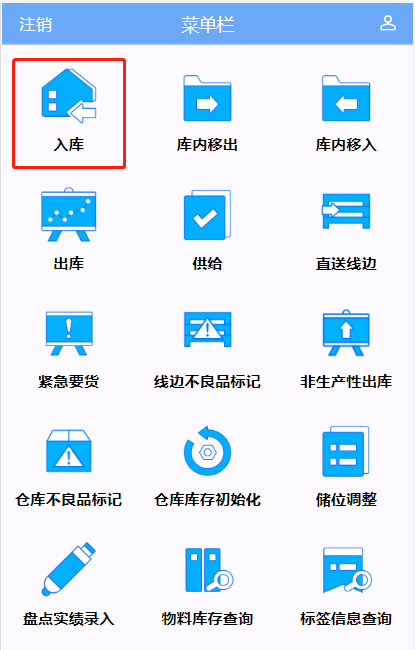 注销 菜单栏
入库 库内移出 库内移入
出库 供给 直送线边
紧急要货 线边不良品标记 非生产性出库
仓库不良品标记 仓库库存初始化 储位调整
盘点实绩录入 物料库存查询 标签信息查询